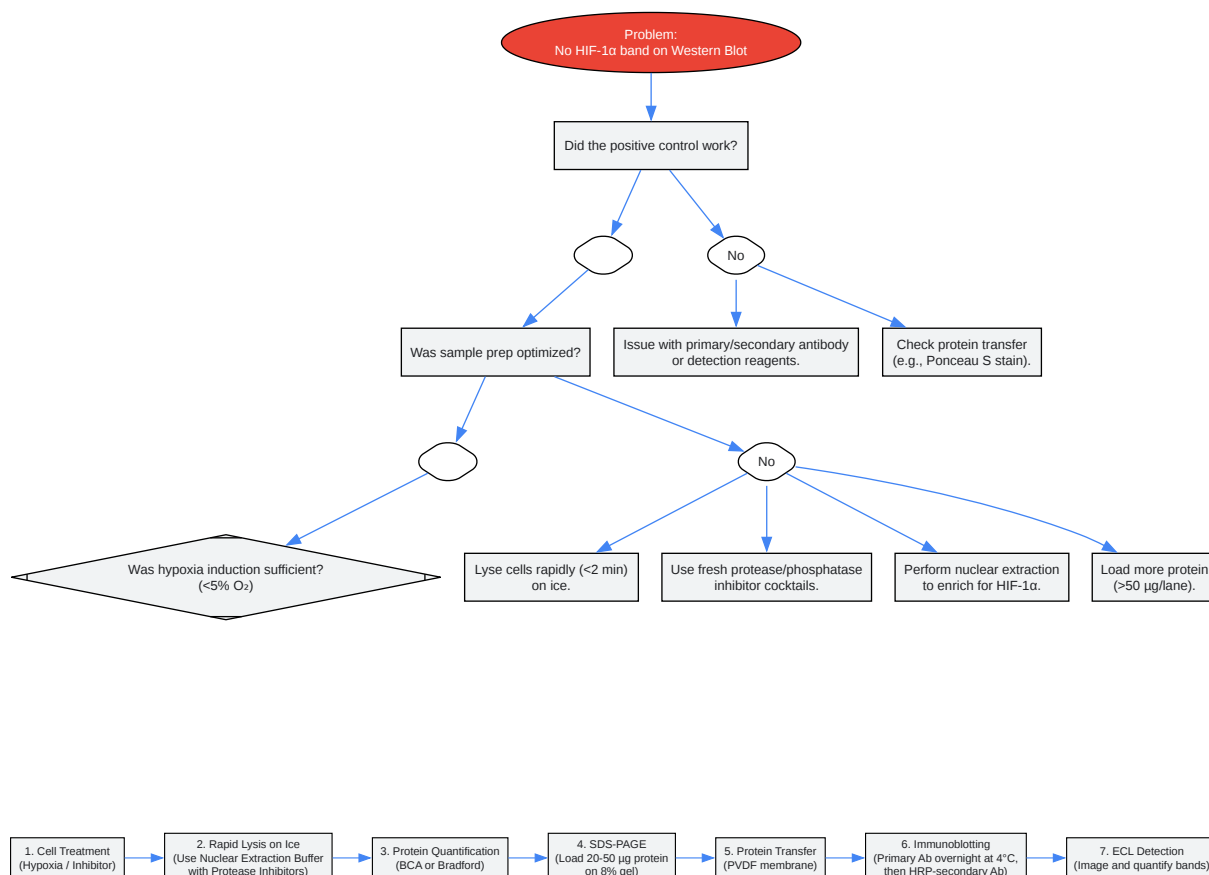 Problem:
No HIF-1α band on Western Blot
Did the positive control work?
No
Was sample prep optimized?
Issue with primary/secondary antibody
or detection reagents.
Check protein transfer
(e.g., Ponceau S stain).
No
Was hypoxia induction sufficient?
(<5% O₂)
Lyse cells rapidly (<2 min)
on ice.
Use fresh protease/phosphatase
inhibitor cocktails.
Perform nuclear extraction
to enrich for HIF-1α.
Load more protein
(>50 µg/lane).
1. Cell Treatment
(Hypoxia / Inhibitor)
2. Rapid Lysis on Ice
(Use Nuclear Extraction Buffer
with Protease Inhibitors)
3. Protein Quantification
(BCA or Bradford)
4. SDS-PAGE
(Load 20-50 µg protein
on 8% gel)
5. Protein Transfer
(PVDF membrane)
6. Immunoblotting
(Primary Ab overnight at 4°C,
then HRP-secondary Ab)
7. ECL Detection
(Image and quantify bands)